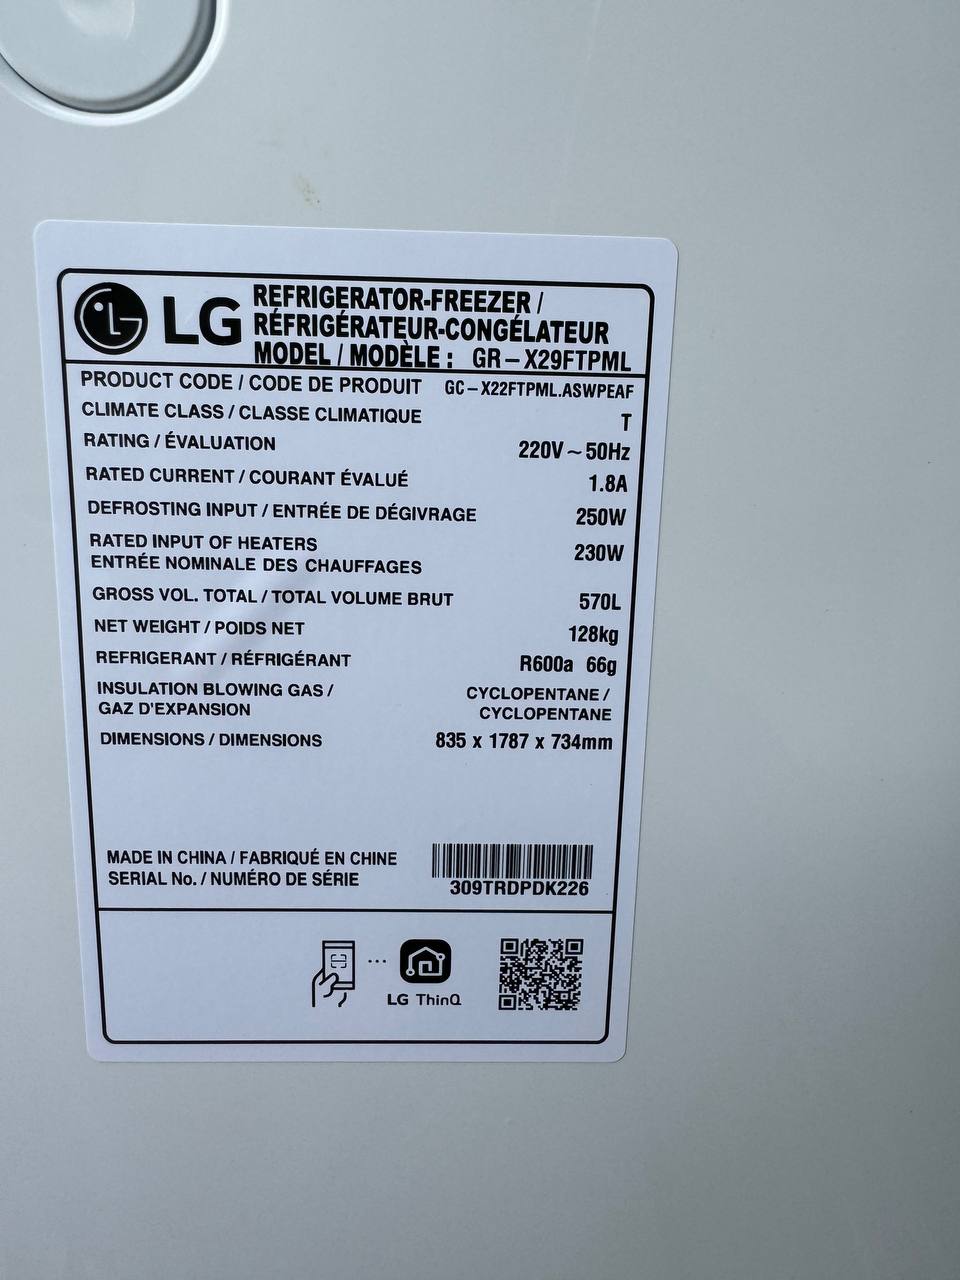 LG
REFRIGERATOR-FREEZER /
RÉFRIGÉRATEUR-CONGÉLATEUR
MODEL / MODÈLE : GR-X29FTPML
PRODUCT CODE / CODE DE PRODUIT GC-X22FTPML.ASWPEAF
CLIMATE CLASS / CLASSE CLIMATIQUE T
RATING / ÉVALUATION 220V ~ 50Hz
RATED CURRENT / COURANT ÉVALUÉ 1.8A
DEFROSTING INPUT / ENTRÉE DE DÉGIVRAGE 250W
RATED INPUT OF HEATERS
ENTRÉE NOMINALE DES CHAUFFAGES 230W
GROSS VOL. TOTAL / TOTAL VOLUME BRUT 570L
NET WEIGHT / POIDS NET 128kg
REFRIGERANT / RÉFRIGÉRANT R600a 66g
INSULATION BLOWING GAS / CYCLOPENTANE /
GAZ D'EXPANSION CYCLOPENTANE
DIMENSIONS / DIMENSIONS 835 x 1787 x 734mm
MADE IN CHINA / FABRIQUÉ EN CHINE
SERIAL No. / NUMÉRO DE SÉRIE 309TRDPDK226
LG ThinQ